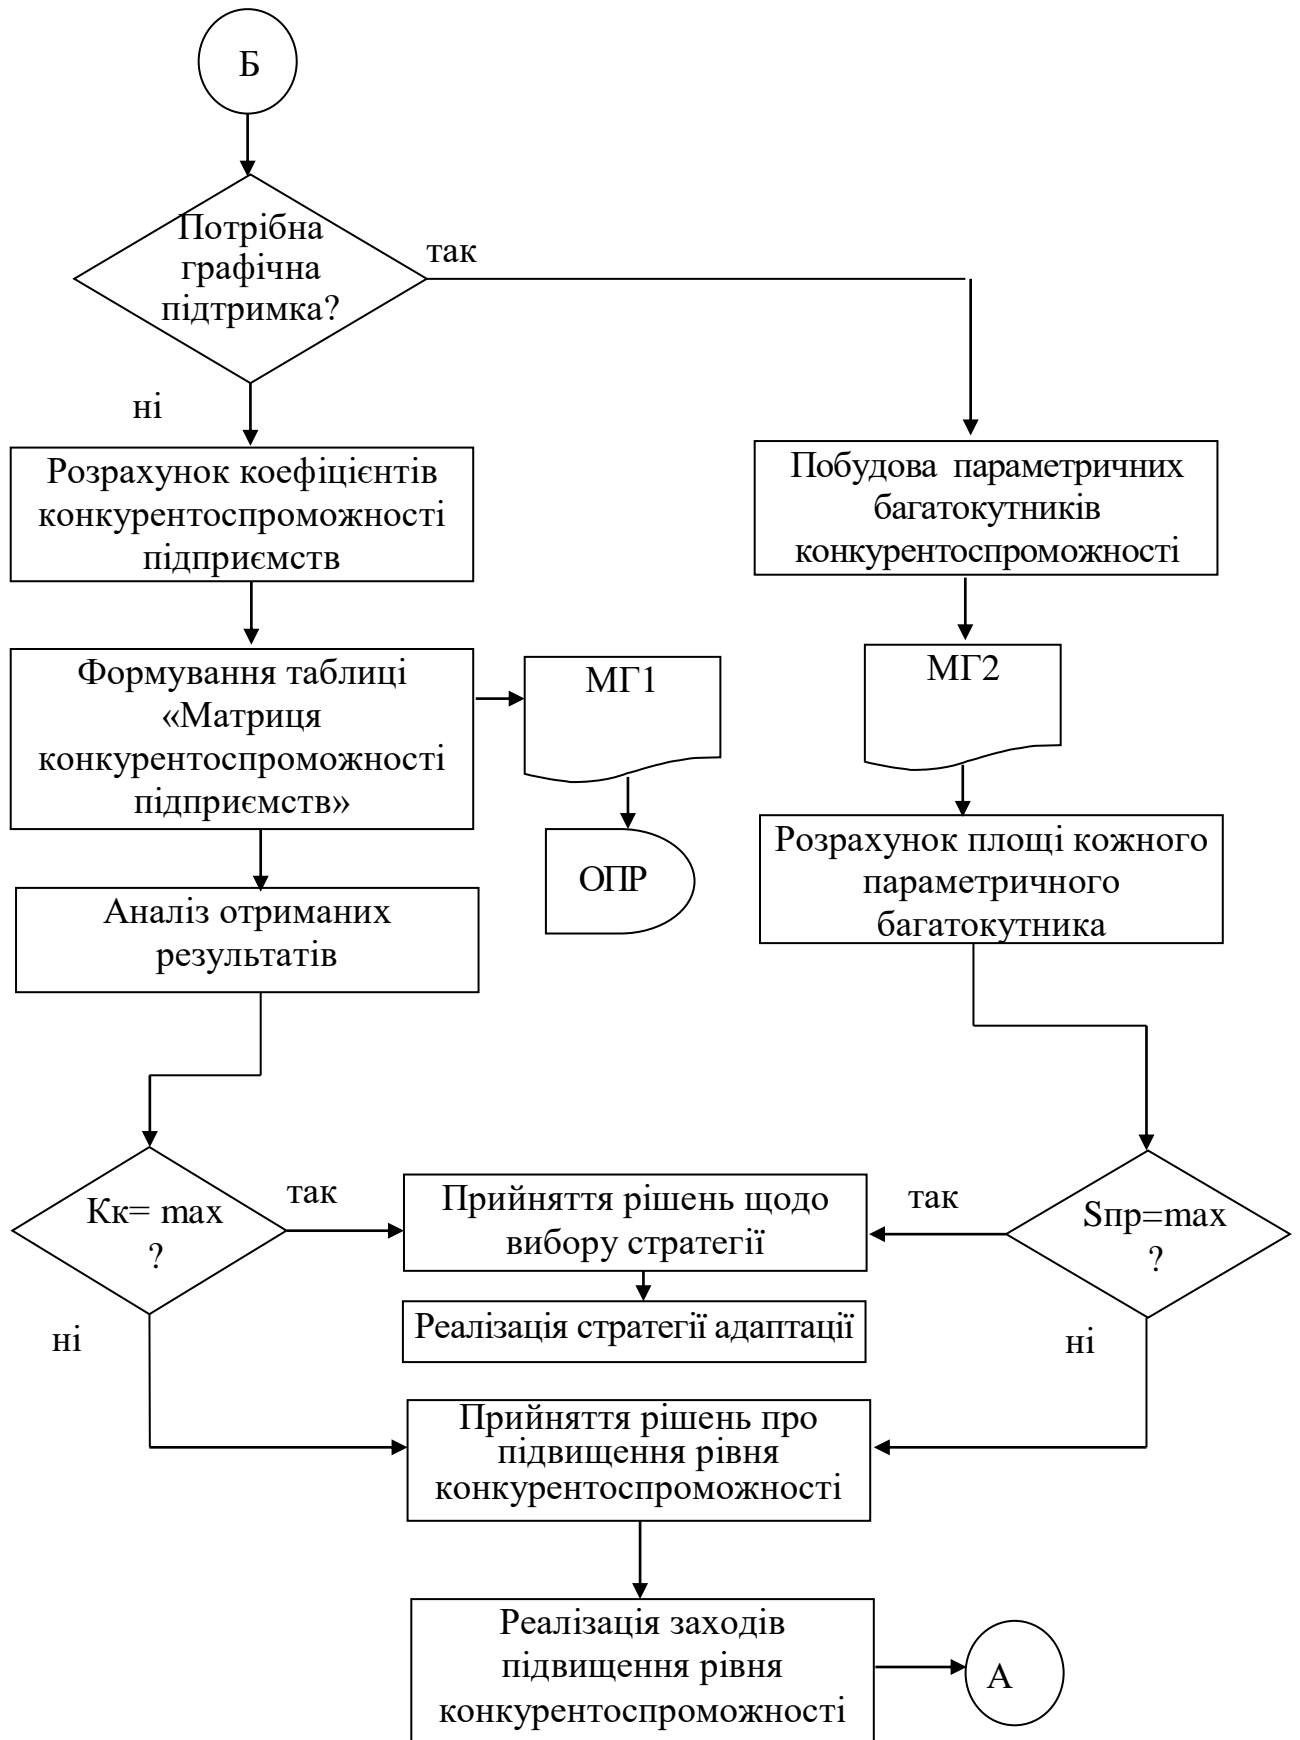 Б
Потрібна
графічна
підтримка?
так
ні
Розрахунок коефіцієнтів
конкурентоспроможності
підприємств
Побудова параметричних
багатокутників
конкурентоспроможності
Формування таблиці
«Матриця
конкурентоспроможності
підприємств»
МГ1
МГ2
ОПР
Розрахунок площі кожного
параметричного
багатокутника
Аналіз отриманих
результатів
Кк= max
?
так
Прийняття рішень щодо
вибору стратегії
так
Sпр=max
?
Реалізація стратегії адаптації
ні
ні
Прийняття рішень про
підвищення рівня
конкурентоспроможності
Реалізація заходів
підвищення рівня
конкурентоспроможності
А